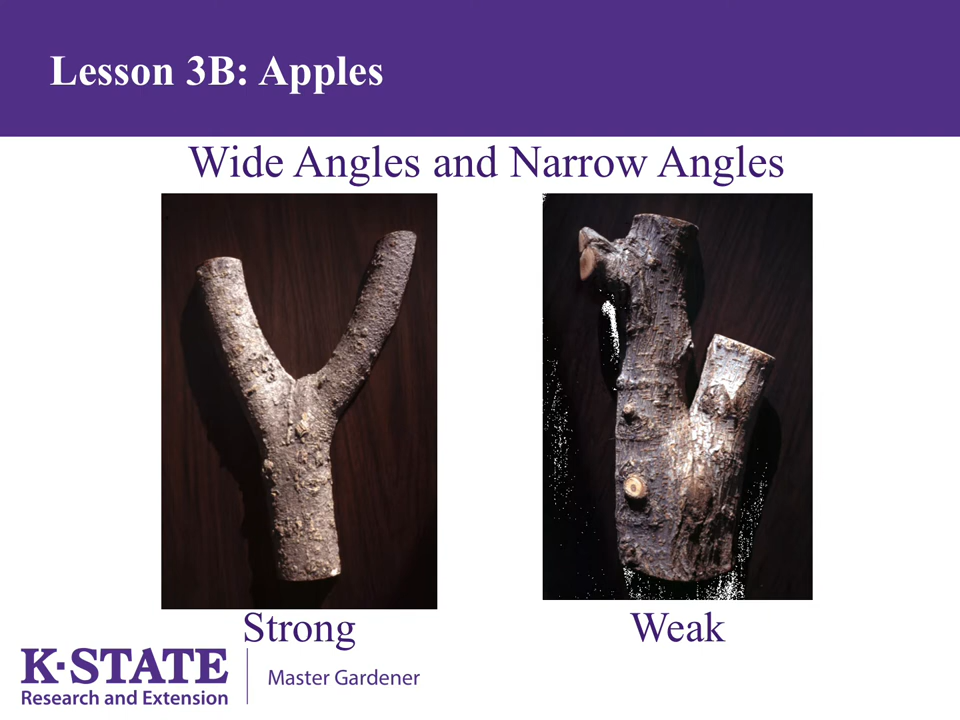 Lesson 3B: Apples
Wide Angles and Narrow Angles
Strong
Weak
K·STATE
Research and Extension
Master Gardener